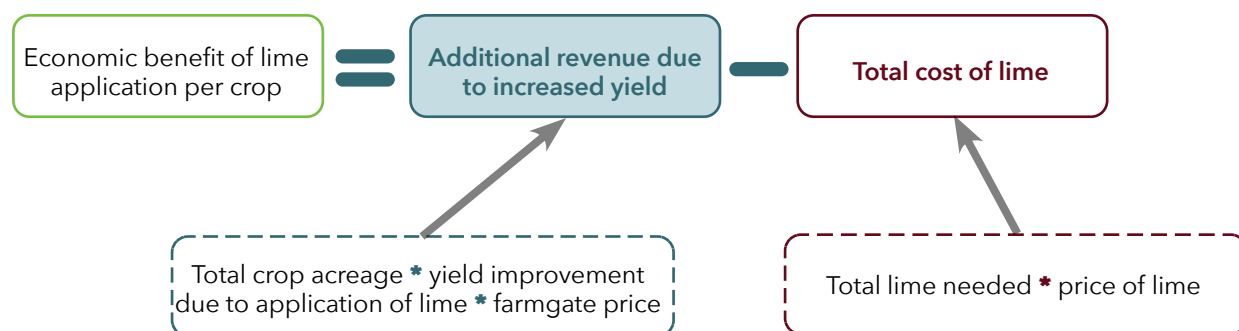 Economic benefit of lime
application per crop
Additional revenue due
to increased yield
Total cost of lime
Total crop acreage * yield improvement
due to application of lime * farmgate price
Total lime needed * price of lime